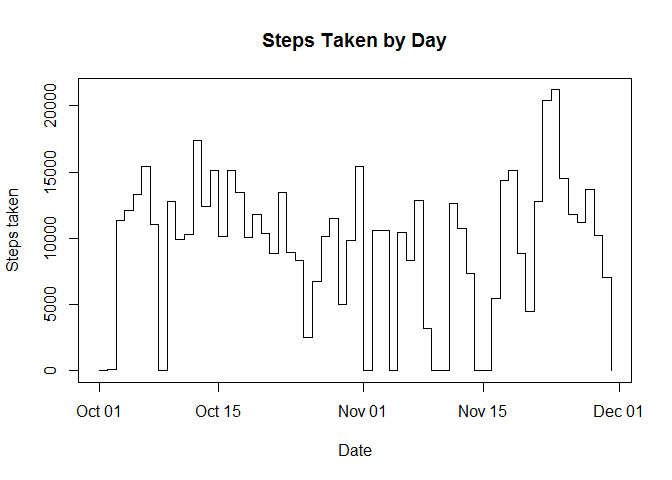 Steps Taken by Day
Steps taken
20000
15000
10000
5000
0
Oct 01
Oct 15
Nov 01
Nov 15
Dec 01
Date